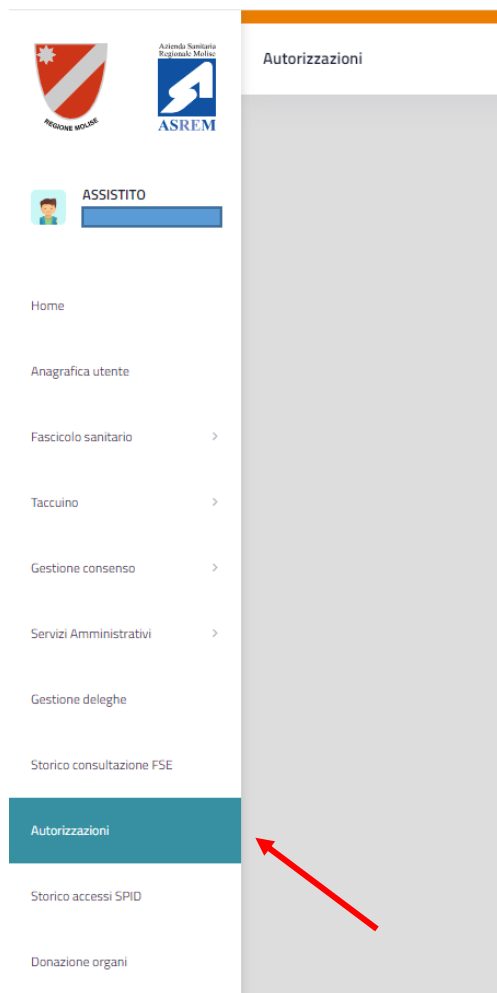 Azienda Sanitaria
Regionale Molise
REGIONE MOLISE
ASREM
Autorizzazioni
ASSISTITO
Home
Anagrafica utente
Fascicolo sanitario
Taccuino
Gestione consenso
Servizi Amministrativi
Gestione deleghe
Storico consultazione FSE
Autorizzazioni
Storico accessi SPID
Donazione organi